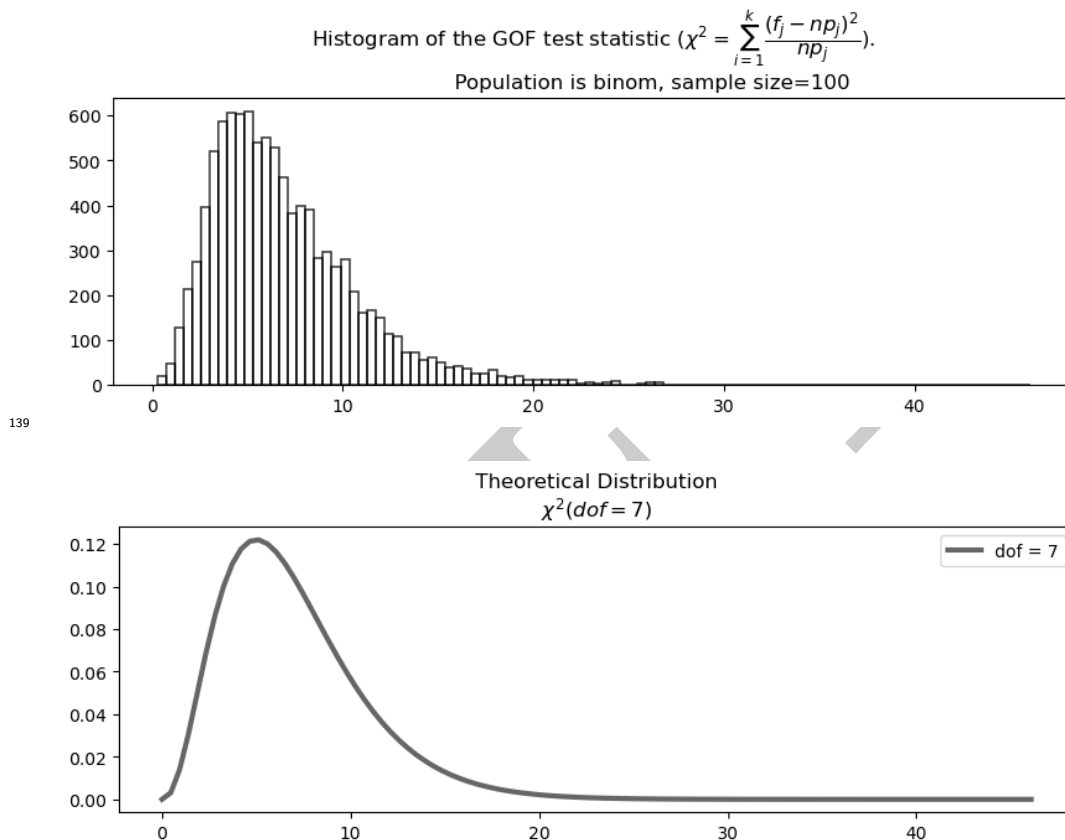 Histogram of the GOF test statistic (χ² = ∑_{i=1}^{k} (f_j − np_j)² / np_j).
Population is binom, sample size=100
600
500
400
300
200
100
0
0 10 20 30 40
139
Theoretical Distribution
χ²(dof = 7)
dof = 7
0.12
0.10
0.08
0.06
0.04
0.02
0.00
0 10 20 30 40